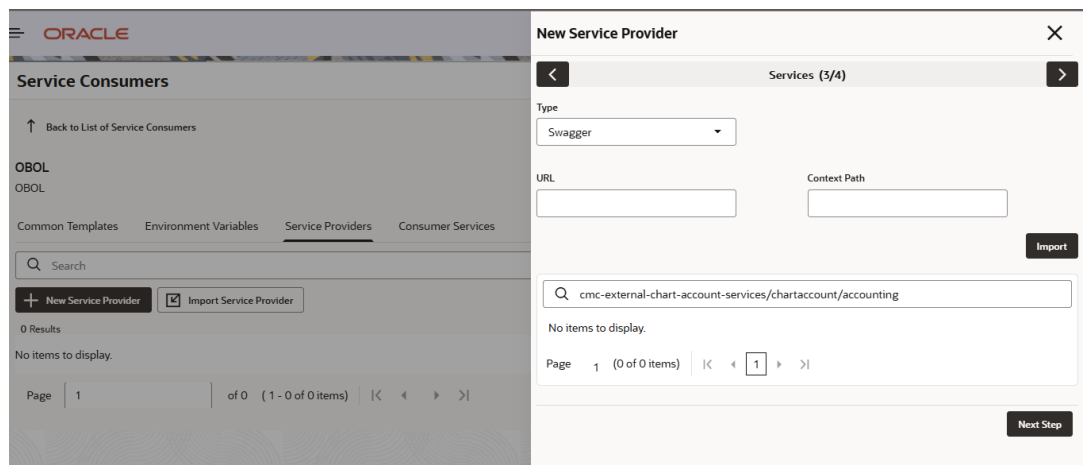 ORACLE
Service Consumers
Back to List of Service Consumers
OBOL
OBOL
Common Templates Environment Variables Service Providers Consumer Services
Search
New Service Provider Import Service Provider
0 Results
No items to display.
Page 1 of 0 ( 1 - 0 of 0 items)
New Service Provider
Services (3/4)
Type
Swagger
URL Context Path
Import
cmc-external-chart-account-services/chartaccount/accounting
No items to display.
Page 1 (0 of 0 items) 1
Next Step